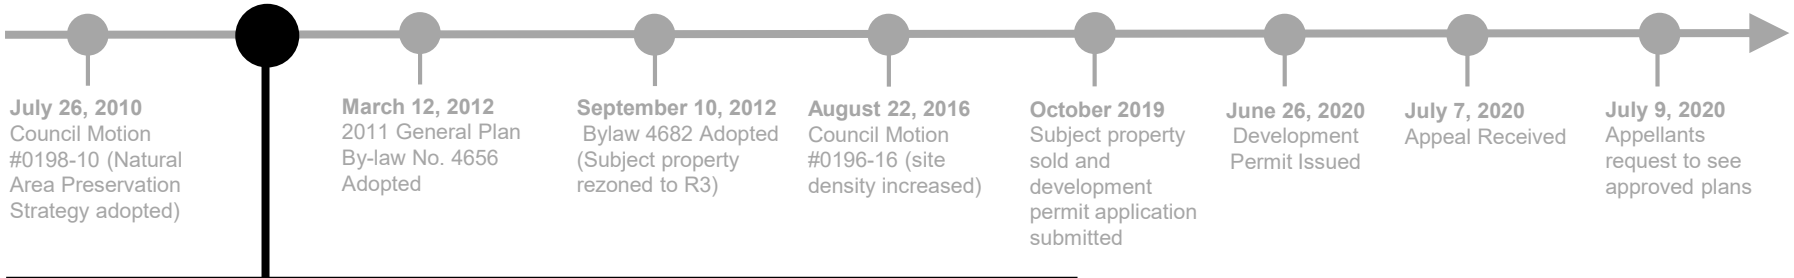 July 26, 2010
Council Motion
#0198-10 (Natural
Area Preservation
Strategy adopted)
March 12, 2012
2011 General Plan
By-law No. 4656
Adopted
September 10, 2012
Bylaw 4682 Adopted
(Subject property
rezoned to R3)
August 22, 2016
Council Motion
#0196-16 (site
density increased)
October 2019
Subject property
sold and
development
permit application
submitted
June 26, 2020
Development
Permit Issued
July 7, 2020
Appeal Received
July 9, 2020
Appellants
request to see
approved plans